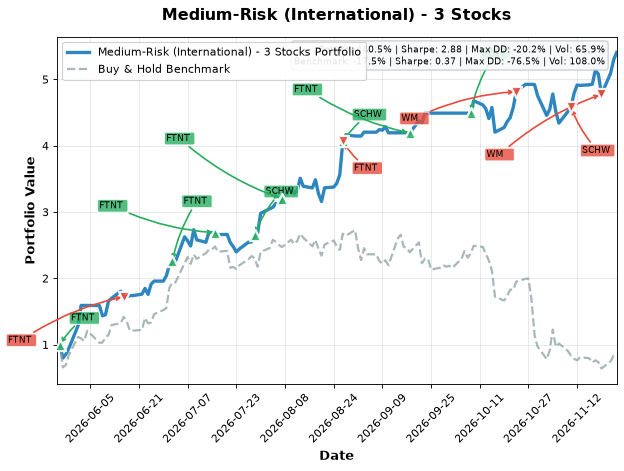 Medium-Risk (International) - 3 Stocks
Medium-Risk (International) - 3 Stocks Portfolio
0.5% | Sharpe: 2.88 | Max DD: -20.2% | Vol: 65.9%
Buy & Hold Benchmark
.5% | Sharpe: 0.37 | Max DD: -76.5% | Vol: 108.0%
FTNT
SCHW
WM
FTNT
WM
SCHW
FTNT
SCHW
FTNT
FTNT
FTNT
FTNT
Portfolio Value
5
4
3
2
1
2026-06-05
2026-06-21
2026-07-07
2026-07-23
2026-08-08
2026-08-24
2026-09-09
2026-09-25
2026-10-11
2026-10-27
2026-11-12
Date